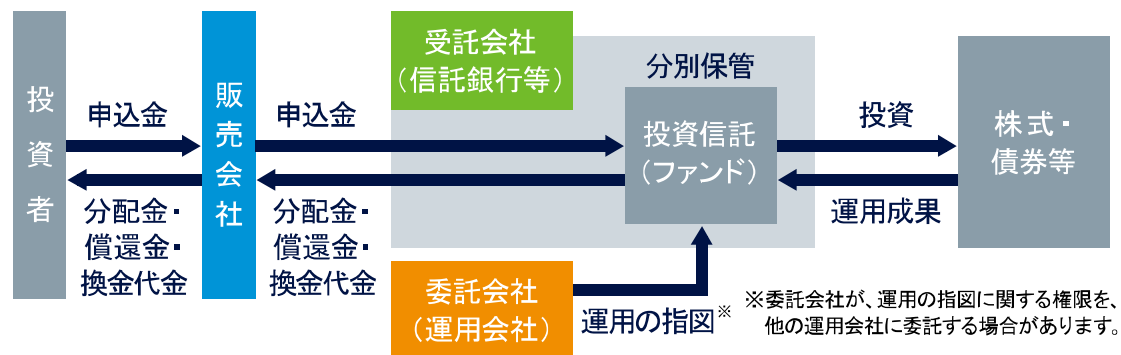 投資者
申込金
分配金・
償還金・
換金代金
販売会社
申込金
分配金・
償還金・
換金代金
受託会社
（信託銀行等）
分別保管
投資信託
（ファンド）
投資
運用成果
株式・
債券等
委託会社
（運用会社）
運用の指図※
※委託会社が、運用の指図に関する権限を、
他の運用会社に委託する場合があります。